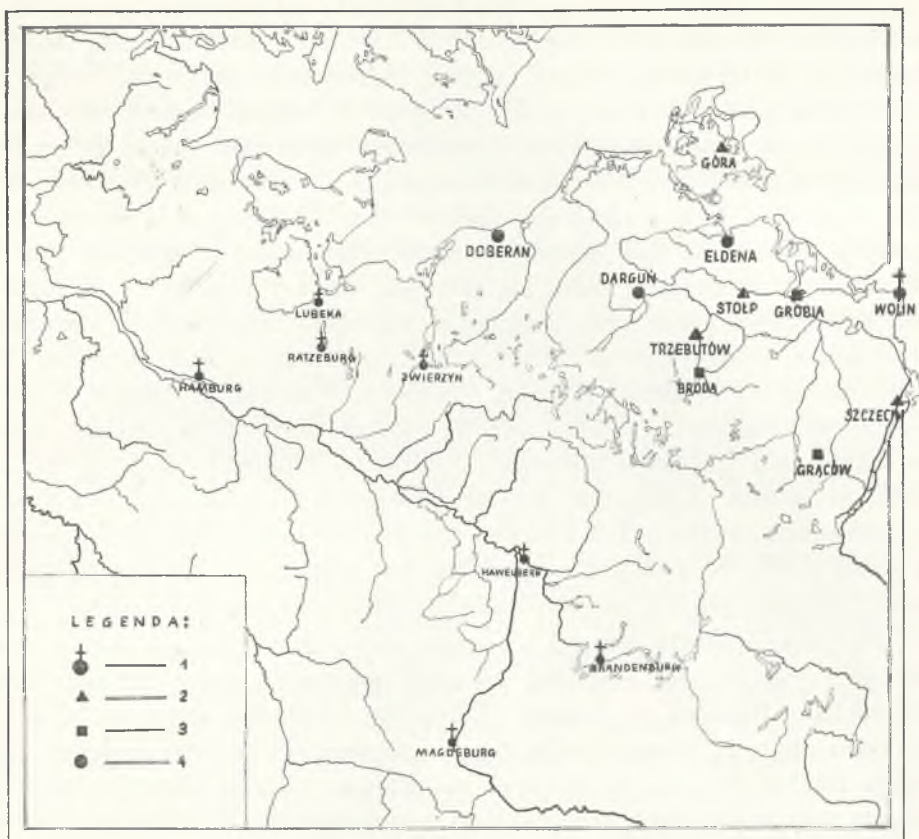 GÓRA
DOBERAN
ELDENA
DARGUŃ
STOŁP
GROBIA
WOLIN
LUBEKA
TRZEBUTÓW
RATZEBURG
ZWIERZYN
BRODA
HAMBURG
SZCZECIN
GRĄCÓW
HAWELBERG
BRANDENBURG
MAGDEBURG
LEGENDA:
1
2
3
4